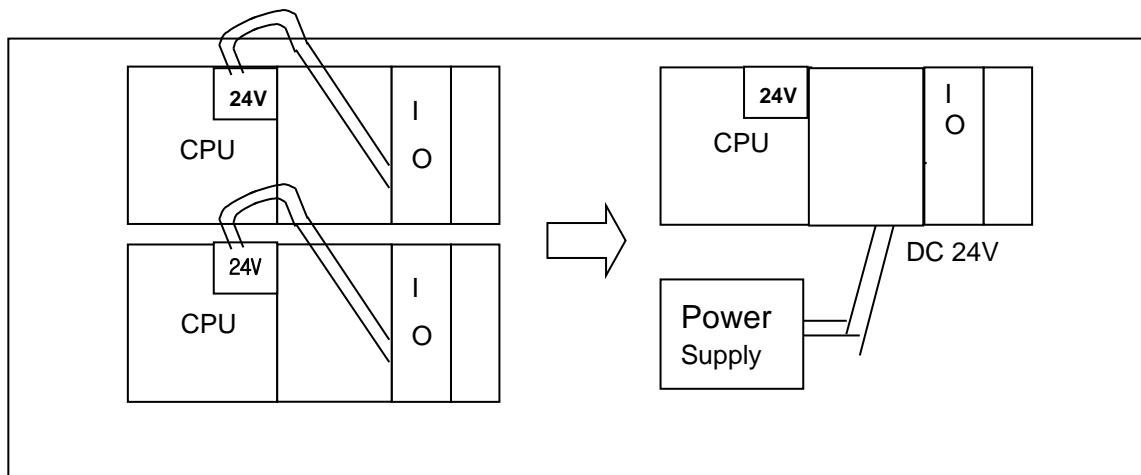 24V
CPU
I
O
24V
CPU
I
O
24V
CPU
I
O
DC 24V
Power
Supply